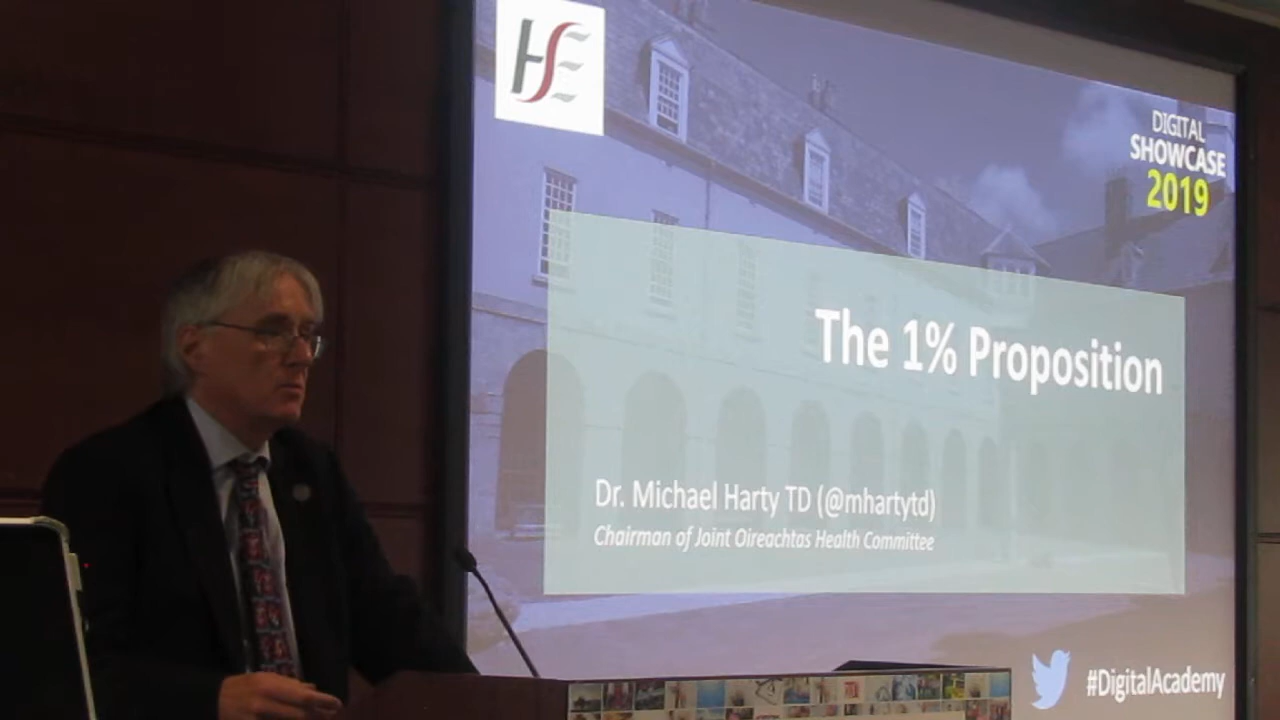 HSE
DIGITAL
SHOWCASE
2019
The 1% Proposition
Dr. Michael Harty TD (@mhartytd)
Chairman of Joint Oireachtas Health Committee
#DigitalAcademy